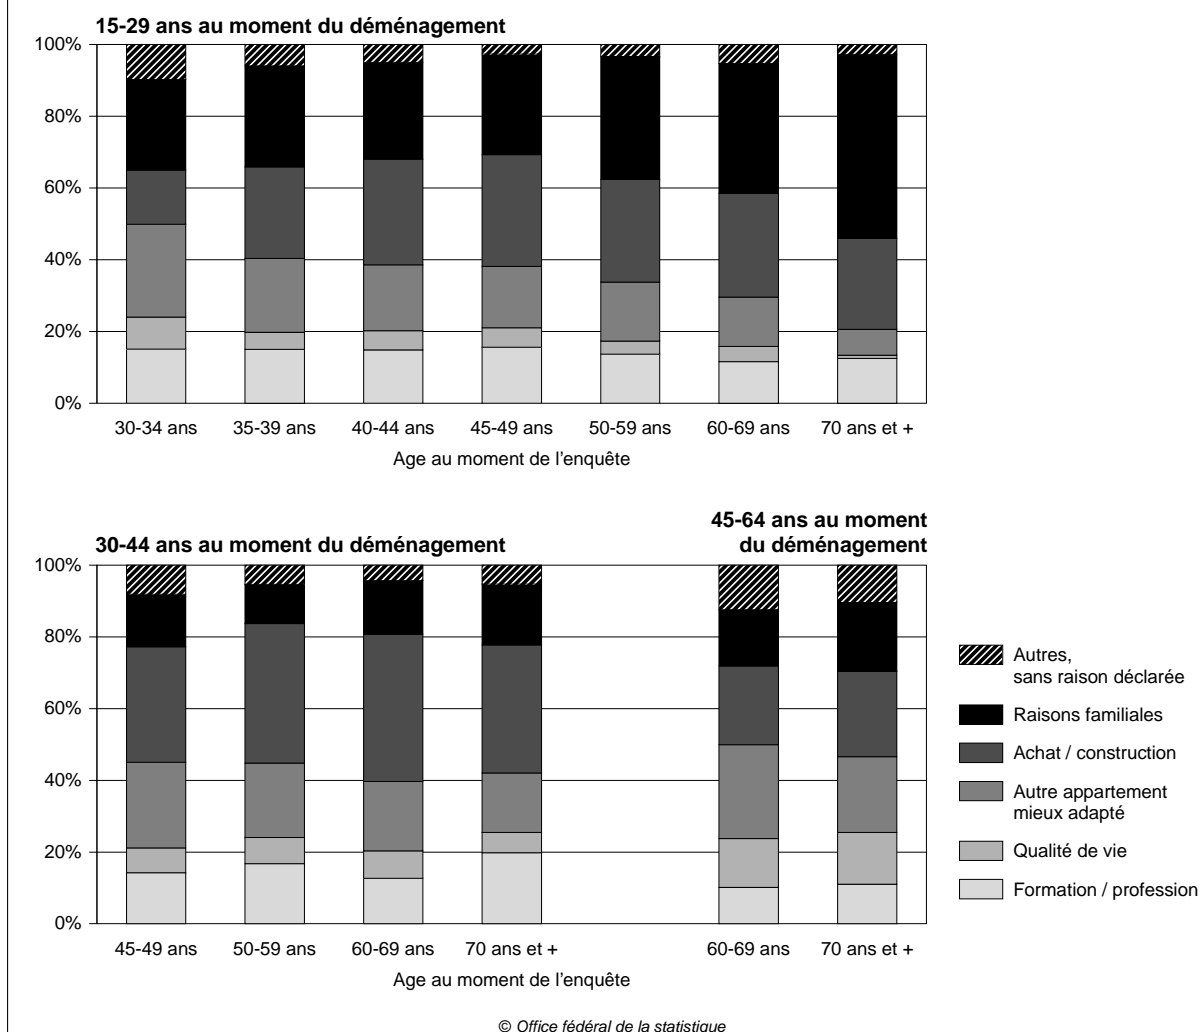 15-29 ans au moment du déménagement
100%
80%
60%
40%
20%
0%
30-34 ans 35-39 ans 40-44 ans 45-49 ans 50-59 ans 60-69 ans 70 ans et +
Age au moment de l'enquête
45-64 ans au moment
du déménagement
30-44 ans au moment du déménagement
100%
80%
60%
40%
20%
0%
45-49 ans 50-59 ans 60-69 ans 70 ans et + 60-69 ans 70 ans et +
Age au moment de l'enquête
Autres,
sans raison déclarée
Raisons familiales
Achat / construction
Autre appartement
mieux adapté
Qualité de vie
Formation / profession
© Office fédéral de la statistique